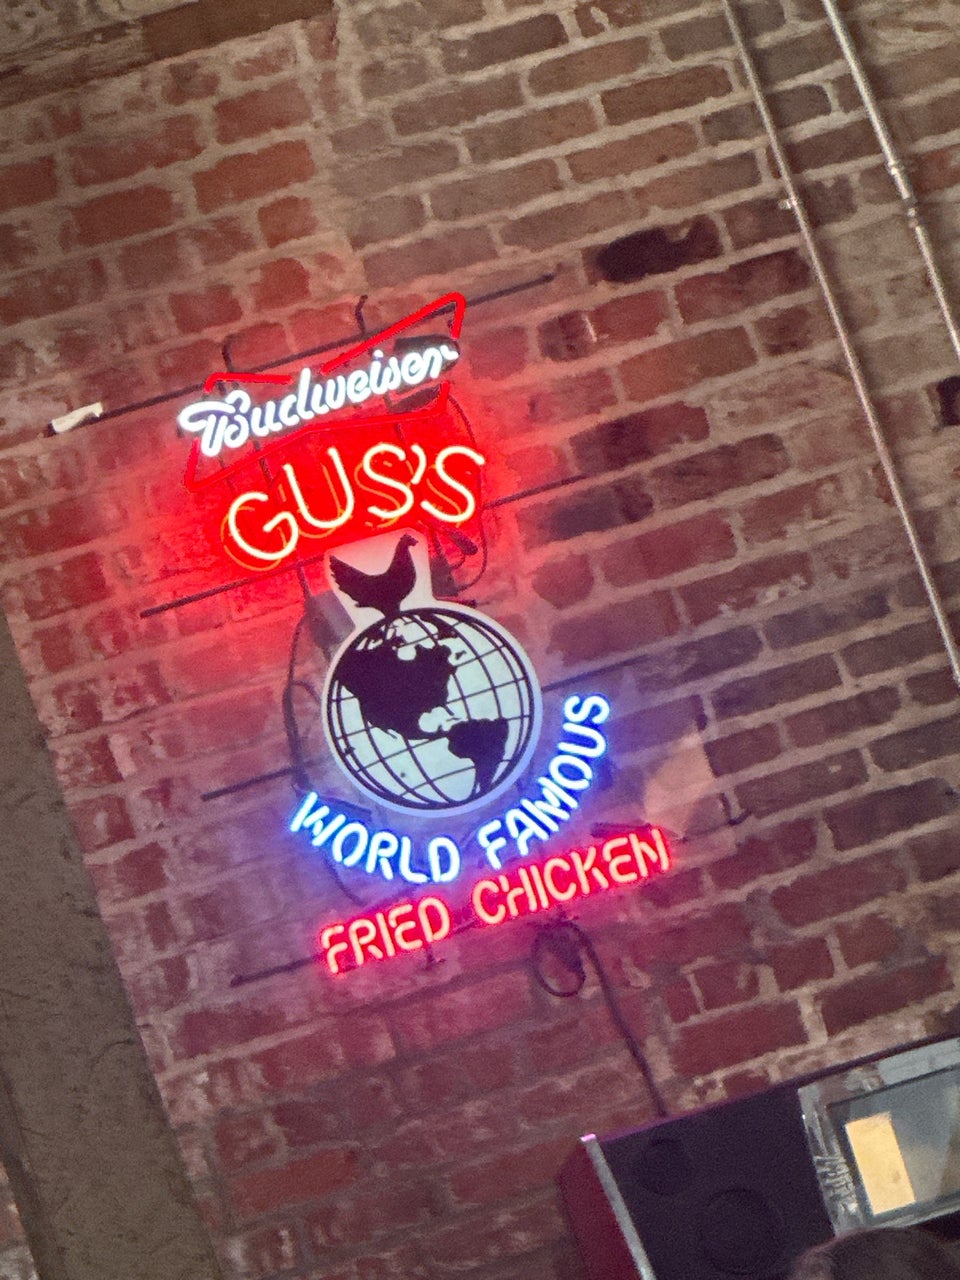 Budweiser
GUS'S
WORLD FAMOUS
FRIED CHICKEN